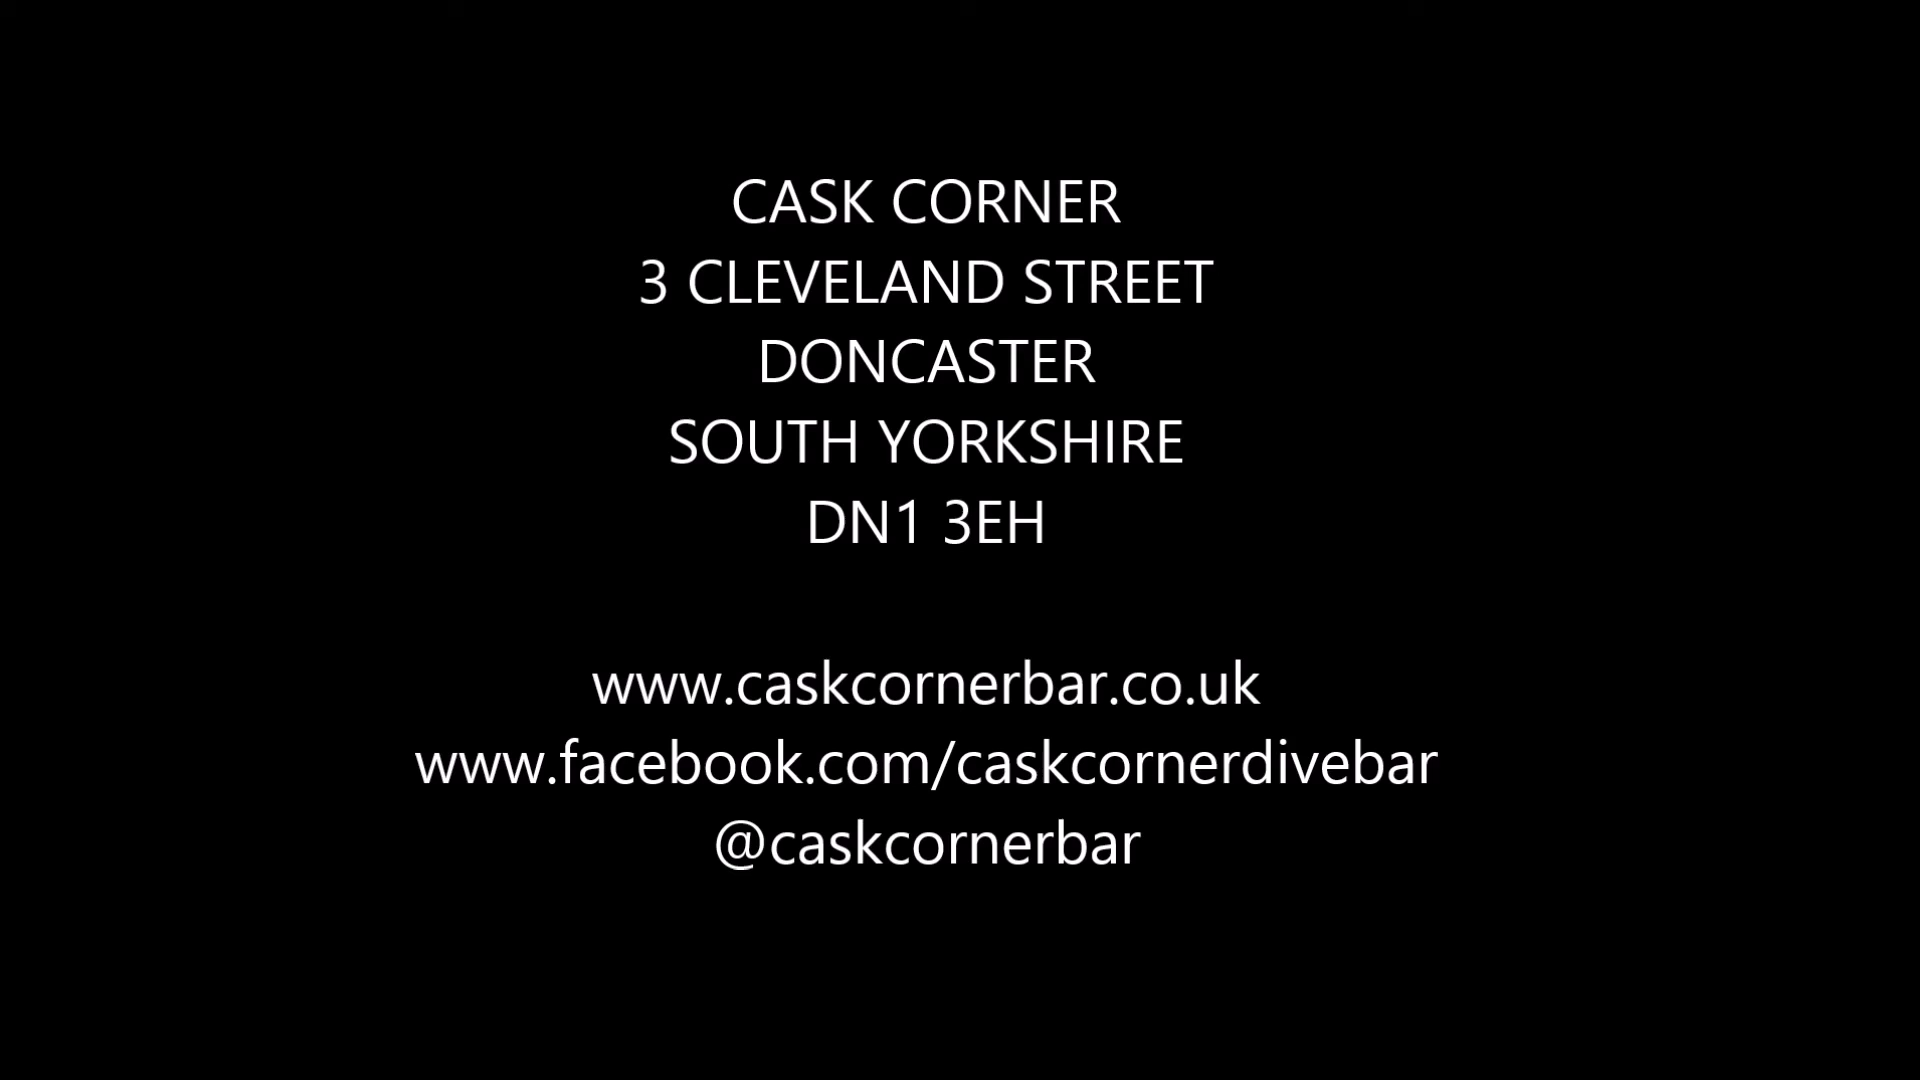 CASK CORNER
3 CLEVELAND STREET
DONCASTER
SOUTH YORKSHIRE
DN1 3EH
www.caskcornerbar.co.uk
www.facebook.com/caskcornerdivebar
@caskcornerbar